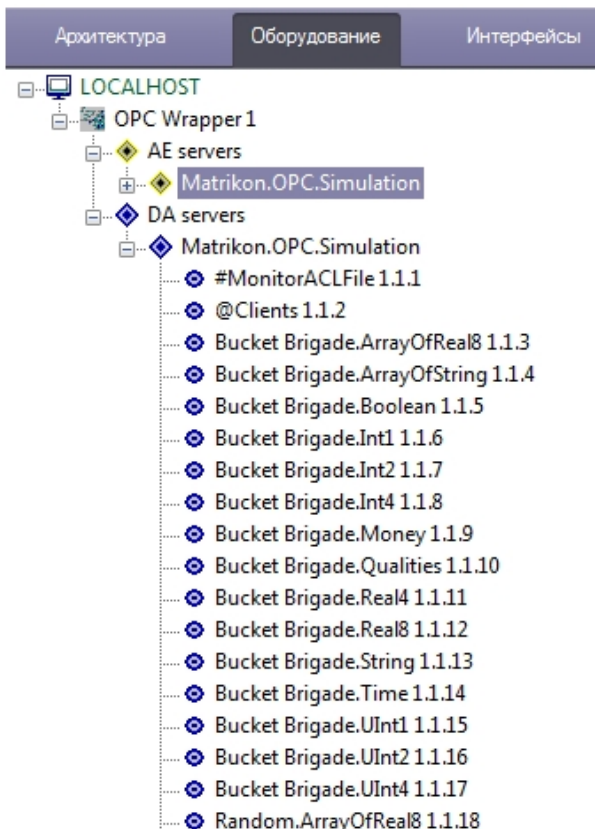 Архитектура Оборудование Интерфейсы
LOCALHOST
OPC Wrapper 1
AE servers
Matrikon.OPC.Simulation
DA servers
Matrikon.OPC.Simulation
#MonitorACLFile 1.1.1
@Clients 1.1.2
Bucket Brigade.ArrayOfReal8 1.1.3
Bucket Brigade.ArrayOfString 1.1.4
Bucket Brigade.Boolean 1.1.5
Bucket Brigade.Int1 1.1.6
Bucket Brigade.Int2 1.1.7
Bucket Brigade.Int4 1.1.8
Bucket Brigade.Money 1.1.9
Bucket Brigade.Qualities 1.1.10
Bucket Brigade.Real4 1.1.11
Bucket Brigade.Real8 1.1.12
Bucket Brigade.String 1.1.13
Bucket Brigade.Time 1.1.14
Bucket Brigade.UInt1 1.1.15
Bucket Brigade.UInt2 1.1.16
Bucket Brigade.UInt4 1.1.17
Random.ArrayOfReal8 1.1.18